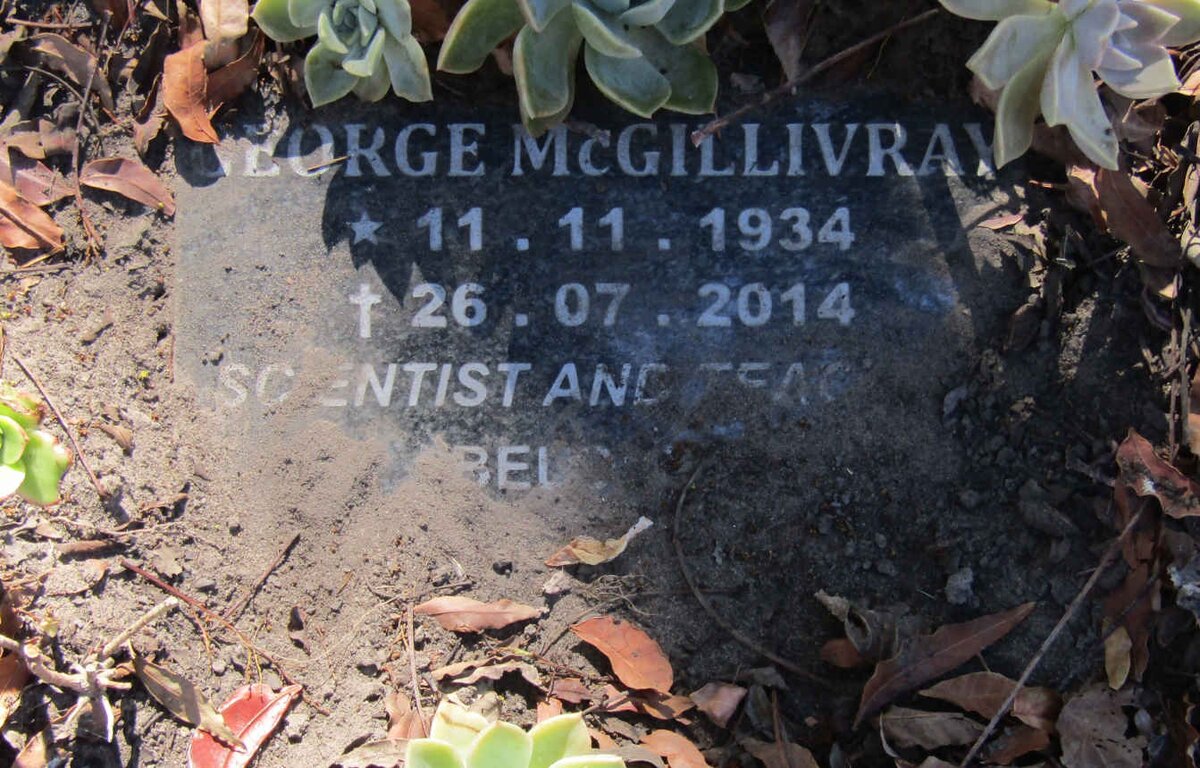 GEORGE McGILLIVRAY
★ 11 . 11 . 1934
✝ 26 . 07 . 2014
SCIENTIST AND